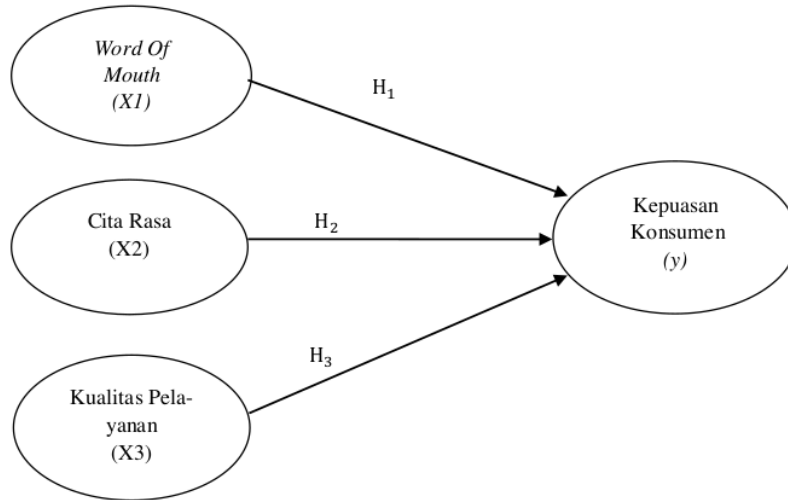 Word Of
Mouth
(X1)
H₁
Cita Rasa
(X2)
H₂
Kepuasan
Konsumen
(y)
H₃
Kualitas Pela-
yanan
(X3)